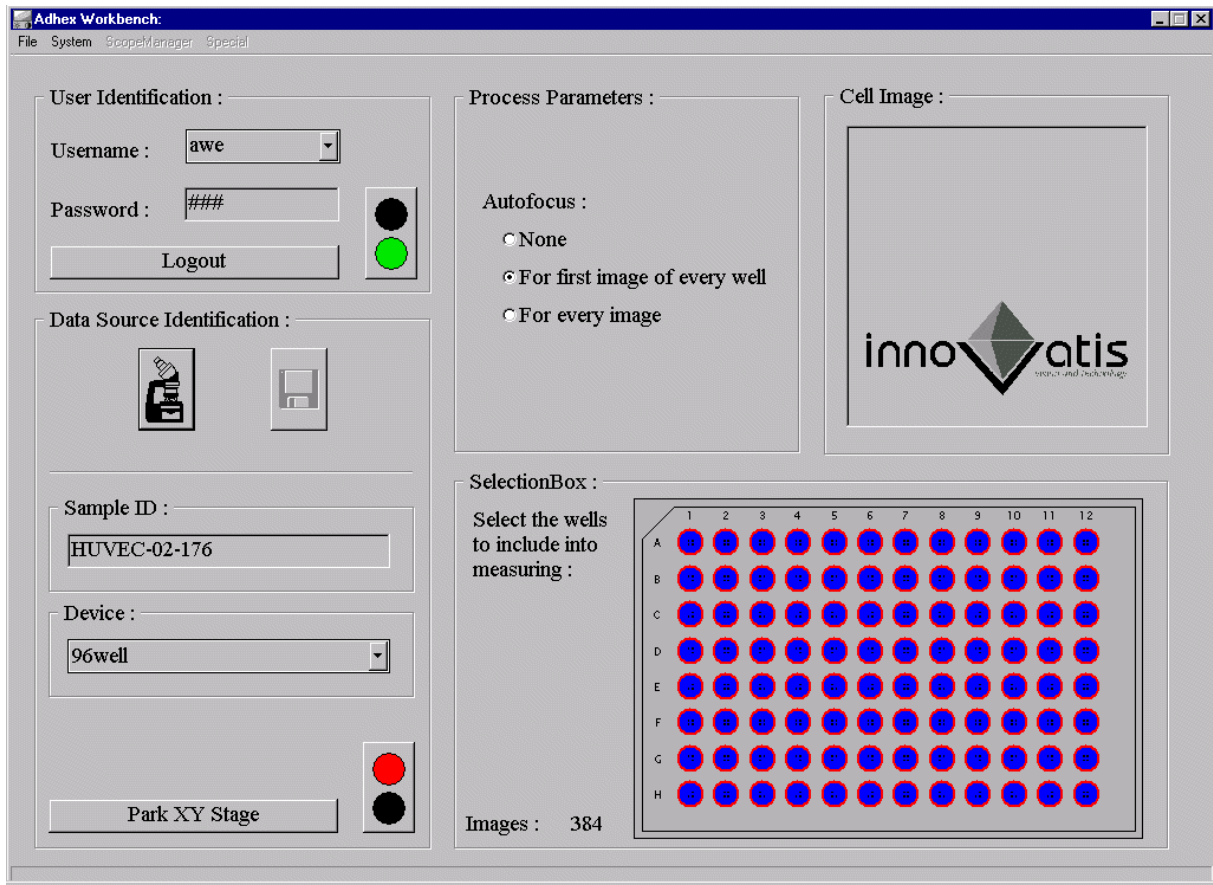 Adhex Workbench:
File System ScopeManager Special
User Identification :
Username : awe
Password : ###
Logout
Data Source Identification :
Sample ID :
HUVEC-02-176
Device :
96well
Park XY Stage
Process Parameters :
Autofocus :
None
For first image of every well
For every image
Cell Image :
innovatis
vision and technology
SelectionBox :
Select the wells
to include into
measuring :
1 2 3 4 5 6 7 8 9 10 11 12
A
B
C
D
E
F
G
H
Images : 384